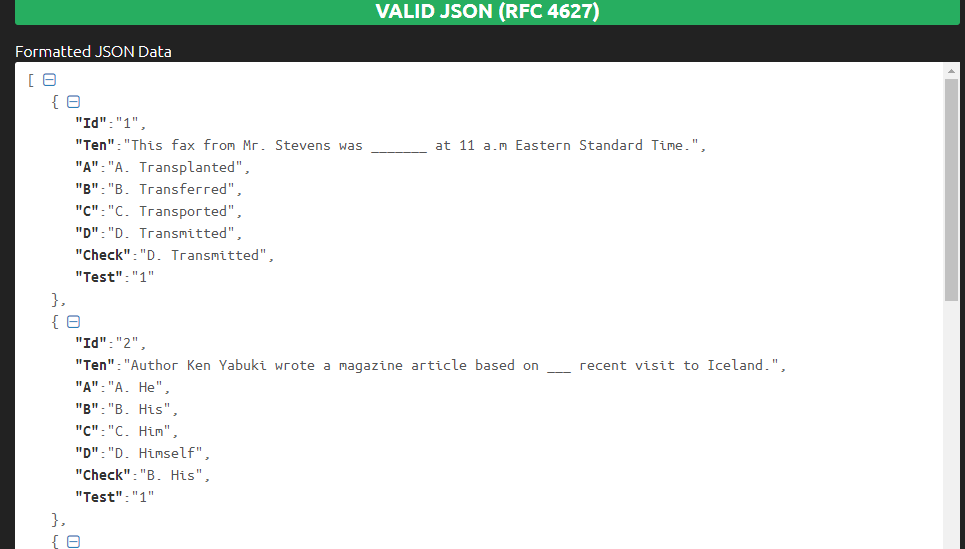 VALID JSON (RFC 4627)
Formatted JSON Data
[
{
"Id":"1",
"Ten":"This fax from Mr. Stevens was _______ at 11 a.m Eastern Standard Time.",
"A":"A. Transplanted",
"B":"B. Transferred",
"C":"C. Transported",
"D":"D. Transmitted",
"Check":"D. Transmitted",
"Test":"1"
},
{
"Id":"2",
"Ten":"Author Ken Yabuki wrote a magazine article based on ___ recent visit to Iceland.",
"A":"A. He",
"B":"B. His",
"C":"C. Him",
"D":"D. Himself",
"Check":"B. His",
"Test":"1"
},
{